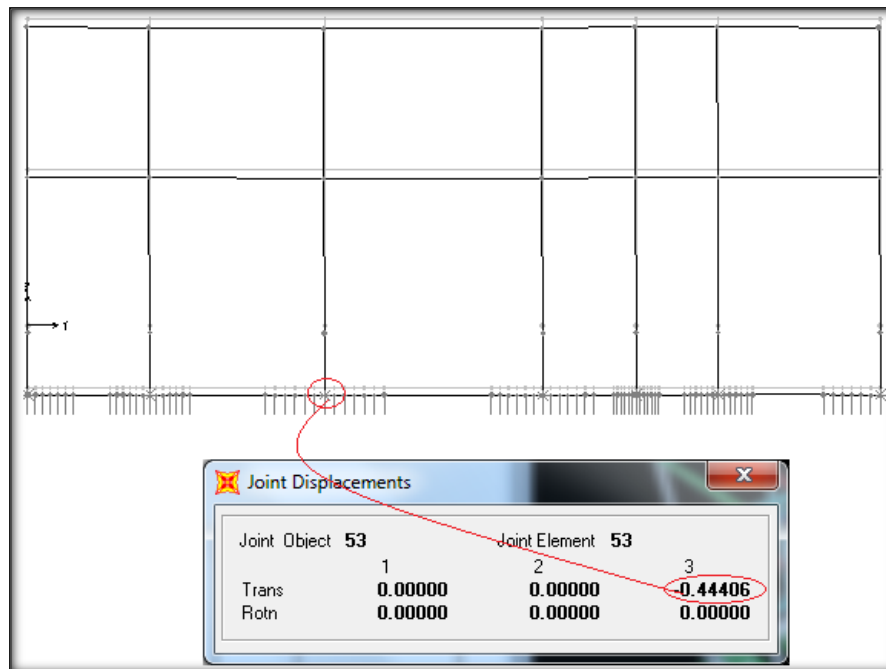 Joint Displacements
Joint Object 53 Joint Element 53
1 2 3
Trans 0.00000 0.00000 -0.44406
Rotn 0.00000 0.00000 0.00000